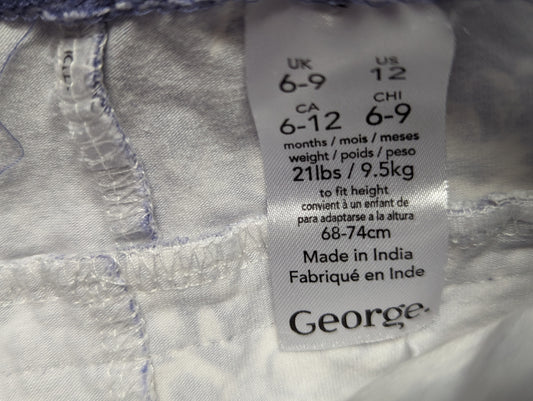 UK US
6-9 12
CA CHI
6-12 6-9
months / mois / meses
weight / poids / peso
21lbs / 9.5kg
to fit height
convient à un enfant de
para adaptarse a la altura
68-74cm
Made in India
Fabriqué en Inde
George.